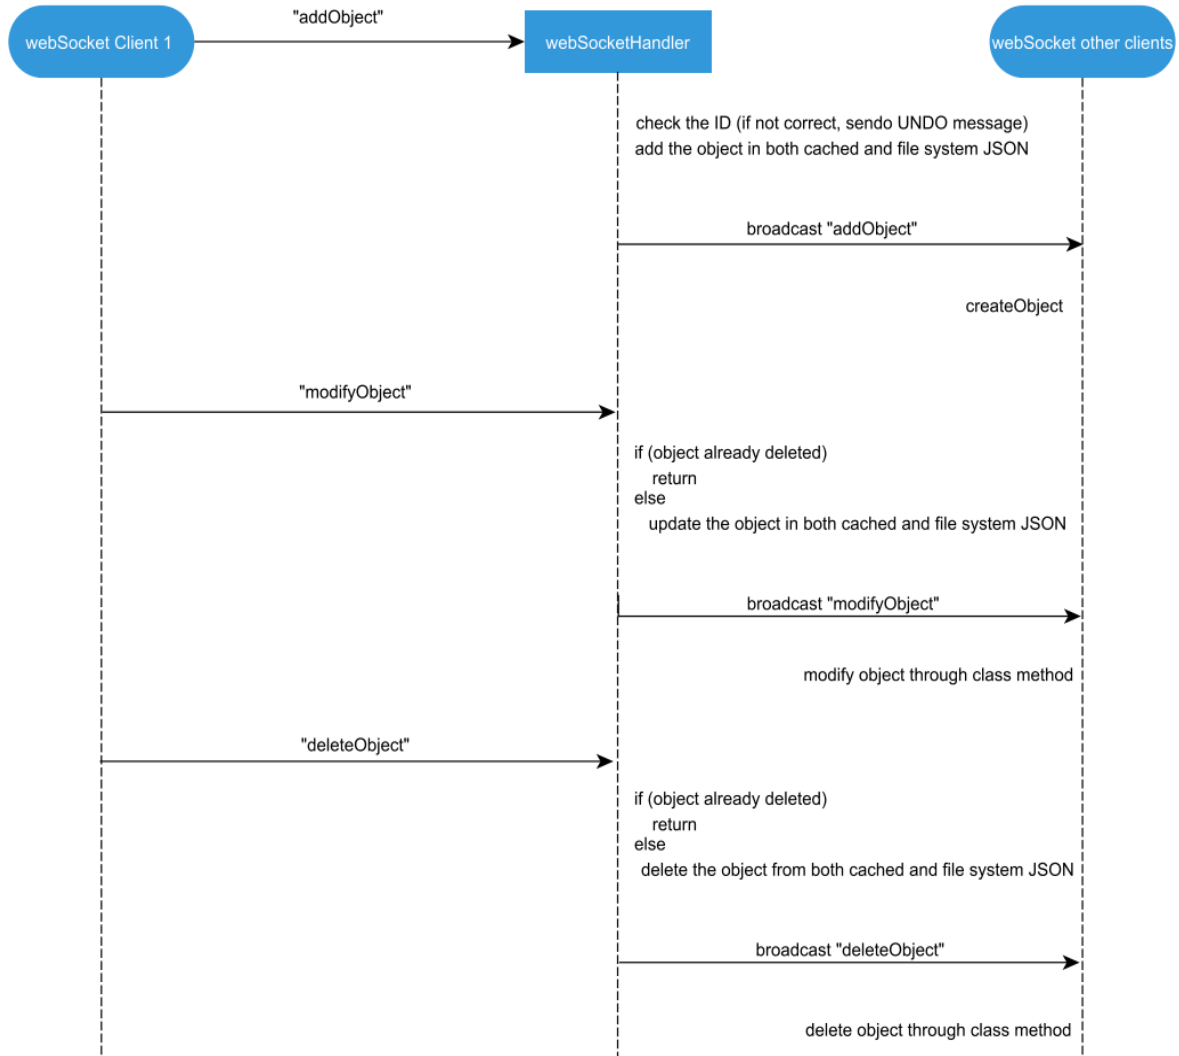 "addObject"
webSocket Client 1
webSocketHandler
webSocket other clients
check the ID (if not correct, sendo UNDO message)
add the object in both cached and file system JSON
broadcast "addObject"
createObject
"modifyObject"
if (object already deleted)
return
else
update the object in both cached and file system JSON
broadcast "modifyObject"
modify object through class method
"deleteObject"
if (object already deleted)
return
else
delete the object from both cached and file system JSON
broadcast "deleteObject"
delete object through class method